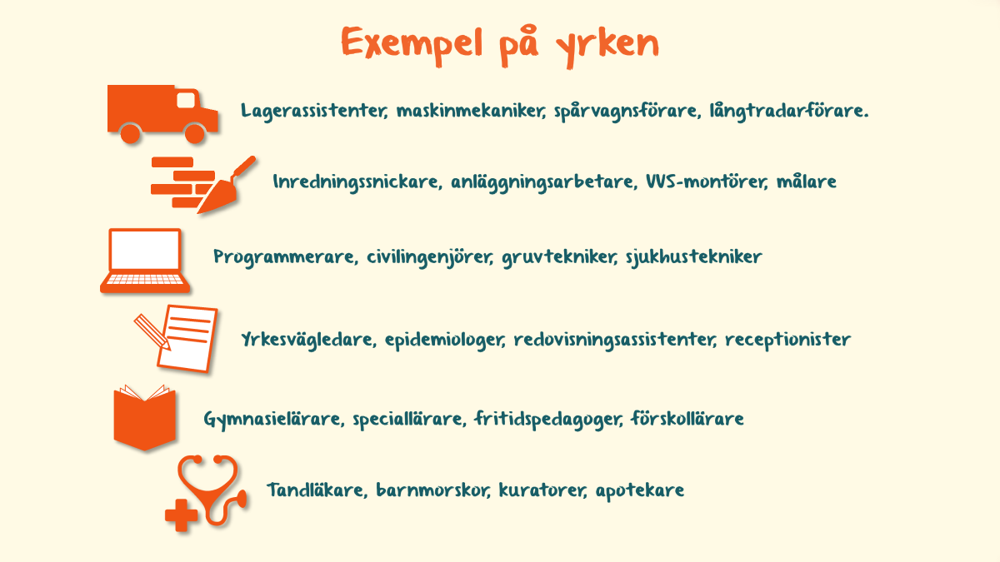 Exempel på yrken
Lagerassistenter, maskinmekaniker, spårvagnsförare, långtradarförare.
Inredningssnickare, anläggningsarbetare, VVS-montörer, målare
Programmerare, civilingenjörer, gruvtekniker, sjukhustekniker
Yrkesvägledare, epidemiologer, redovisningsassistenter, receptionister
Gymnasielärare, speciallärare, fritidspedagoger, förskollärare
Tandläkare, barnmorskor, kuratorer, apotekare